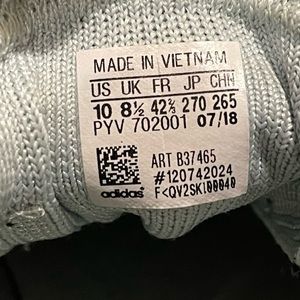 MADE IN VIETNAM
US UK FR JP CHN
10 8½ 42⅔ 270 265
PYV 702001 07/18
ART B37465
#120742024
F<QV2SK100040
adidas